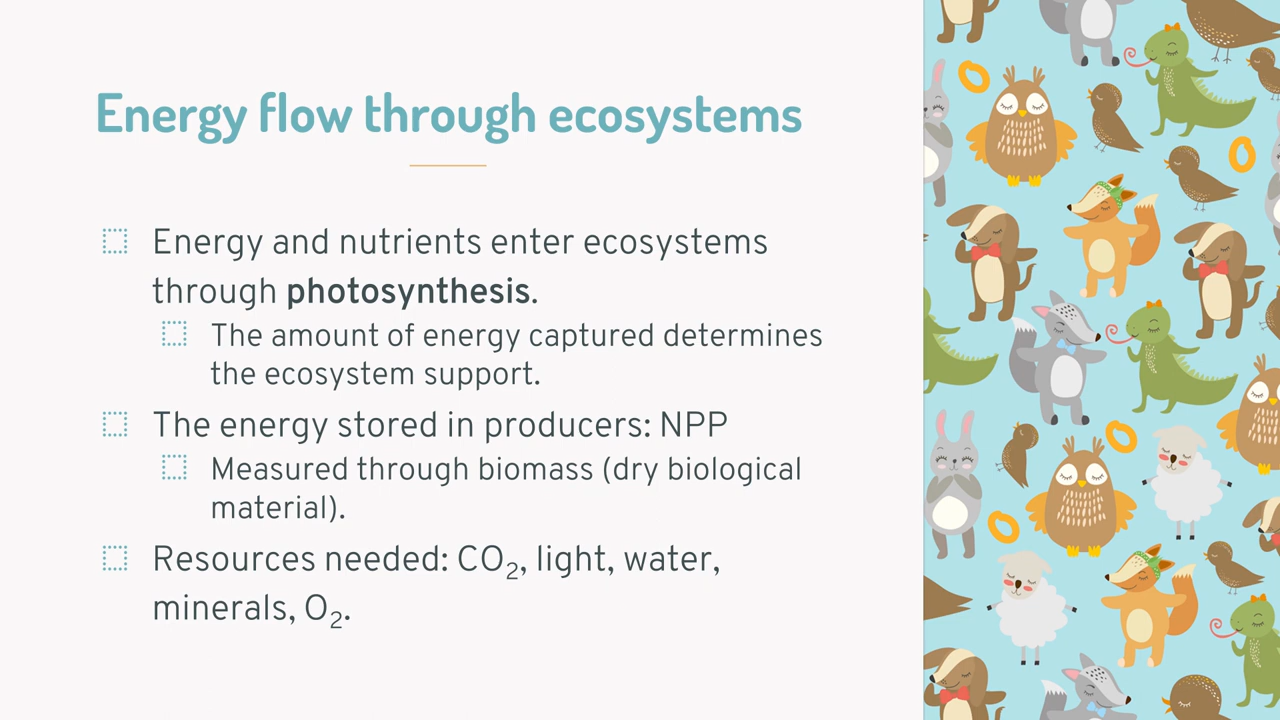 Energy flow through ecosystems
Energy and nutrients enter ecosystems
through photosynthesis.
The amount of energy captured determines
the ecosystem support.
The energy stored in producers: NPP
Measured through biomass (dry biological
material).
Resources needed: CO₂, light, water,
minerals, O₂.